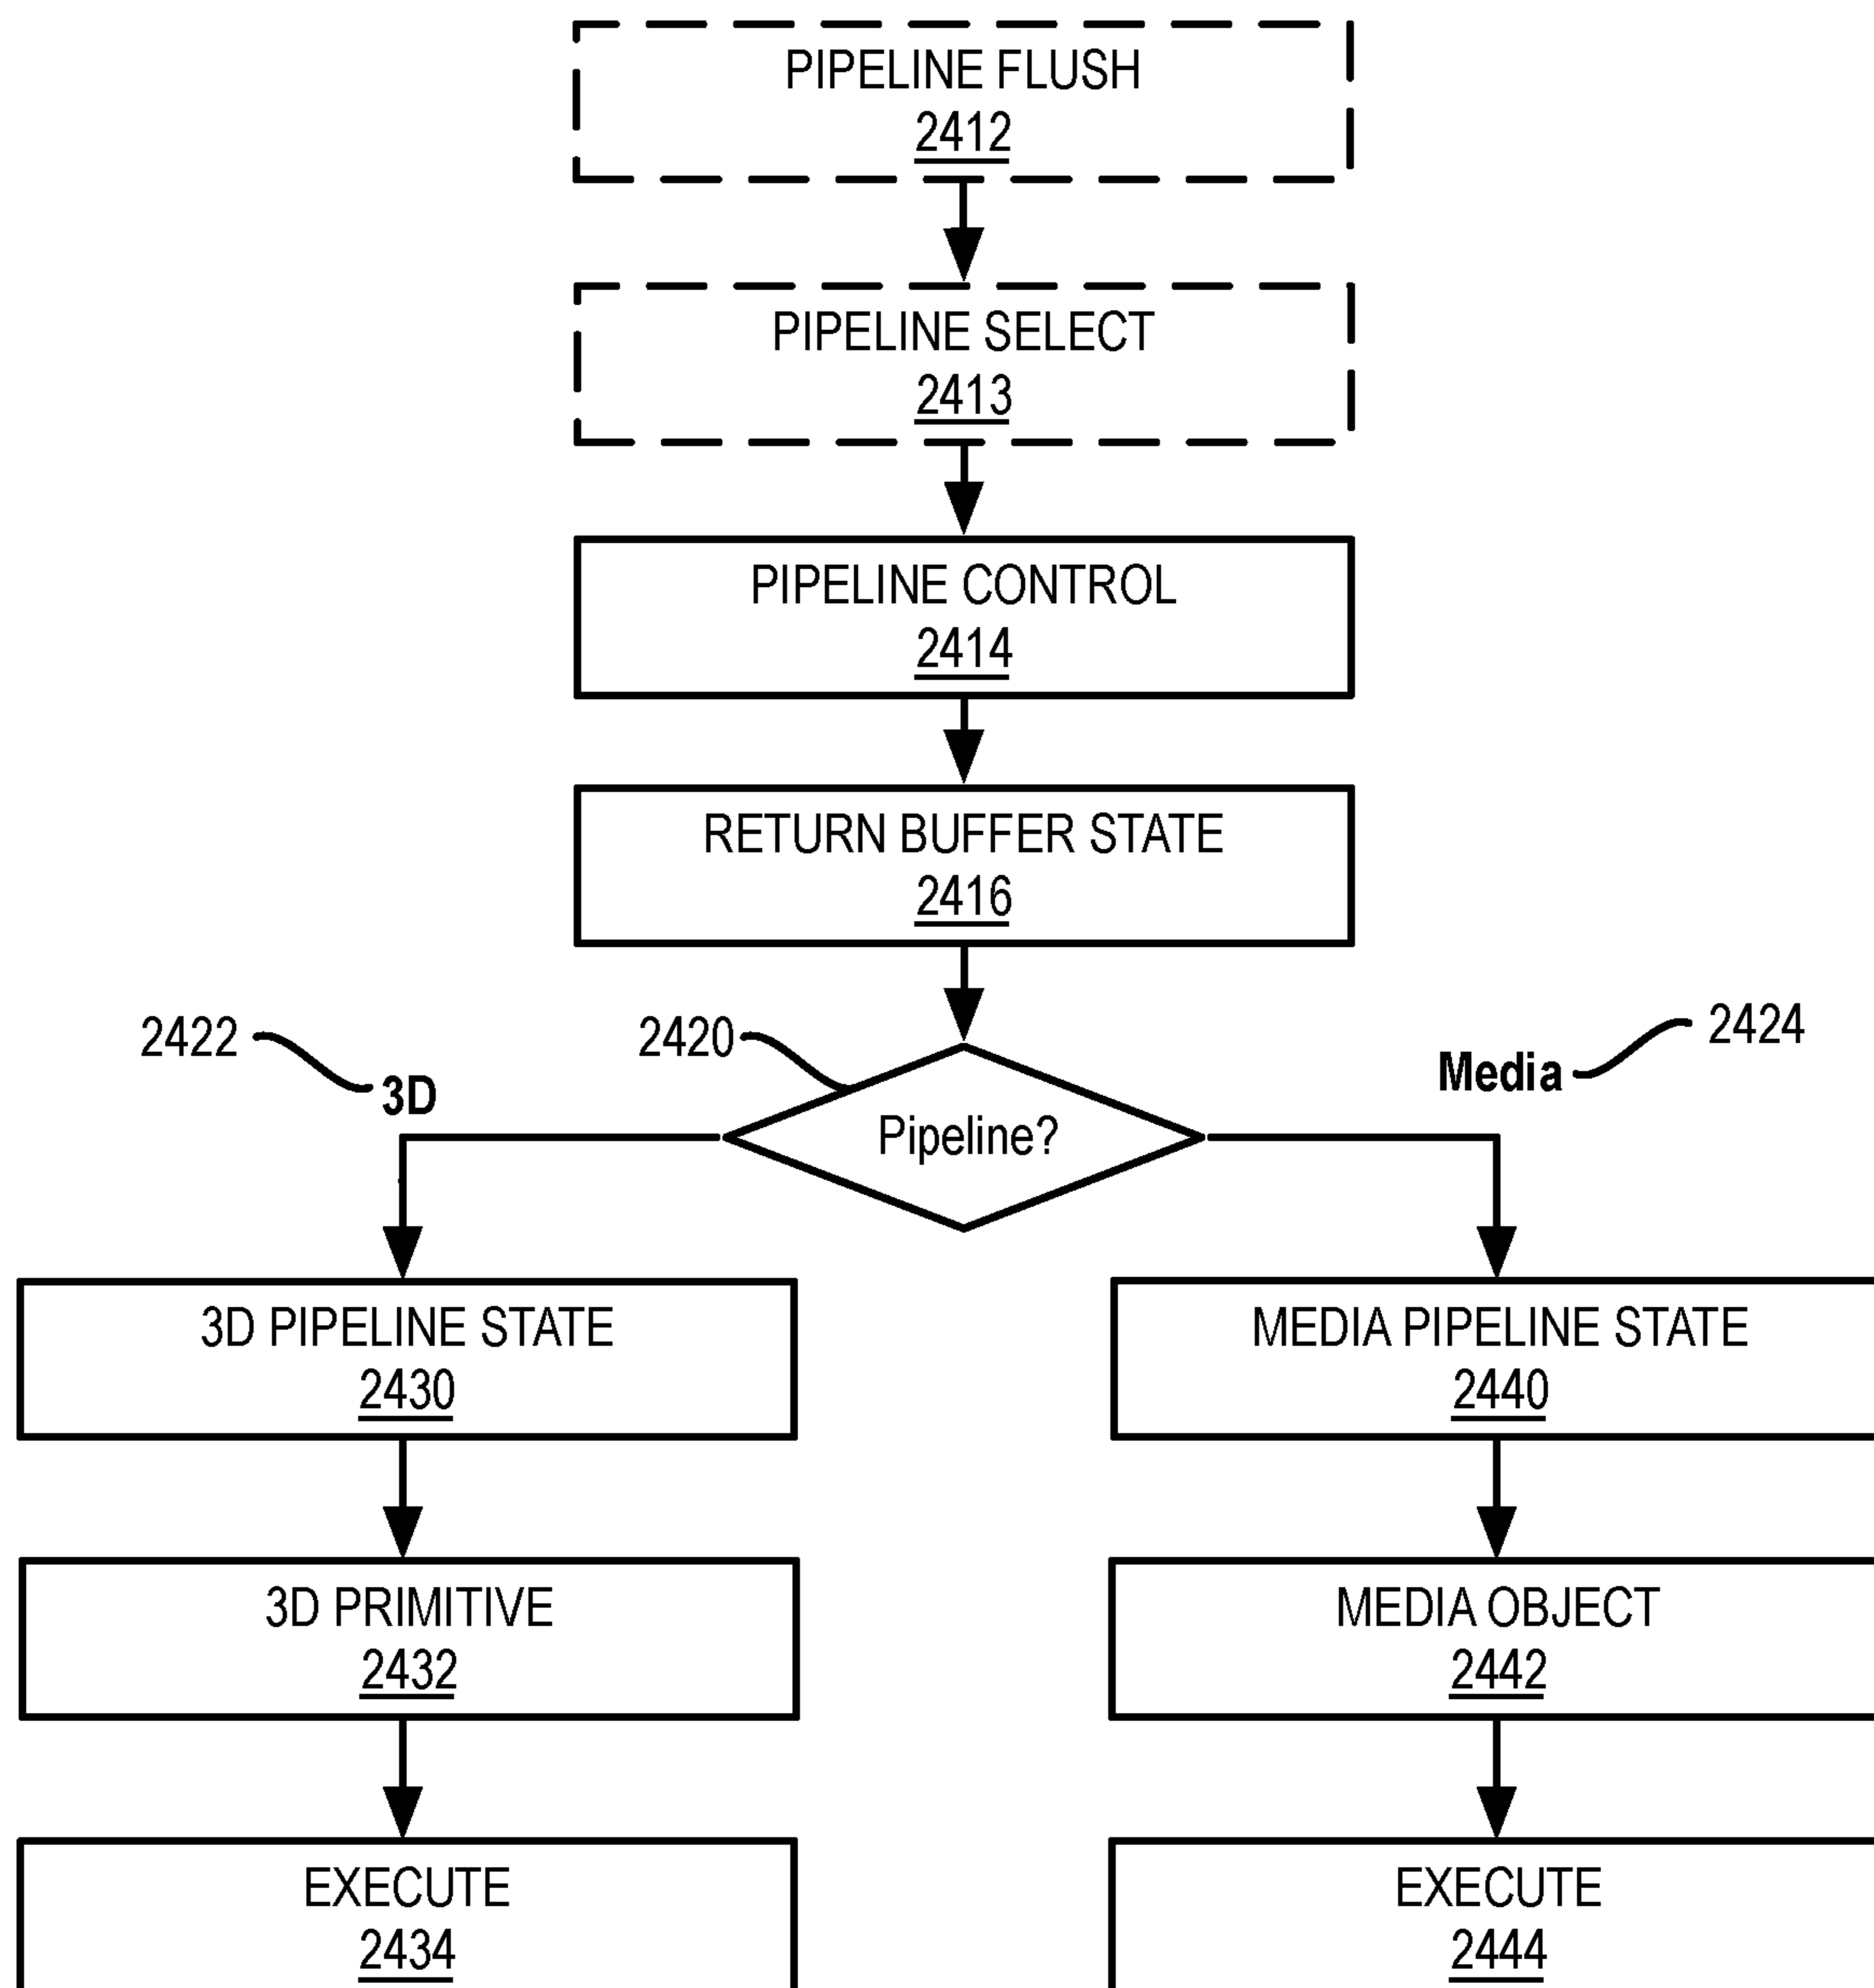 PIPELINE FLUSH
2412
PIPELINE SELECT
2413
PIPELINE CONTROL
2414
RETURN BUFFER STATE
2416
2422
2420
2424
3D
Media
Pipeline?
3D PIPELINE STATE
2430
MEDIA PIPELINE STATE
2440
3D PRIMITIVE
2432
MEDIA OBJECT
2442
EXECUTE
2434
EXECUTE
2444